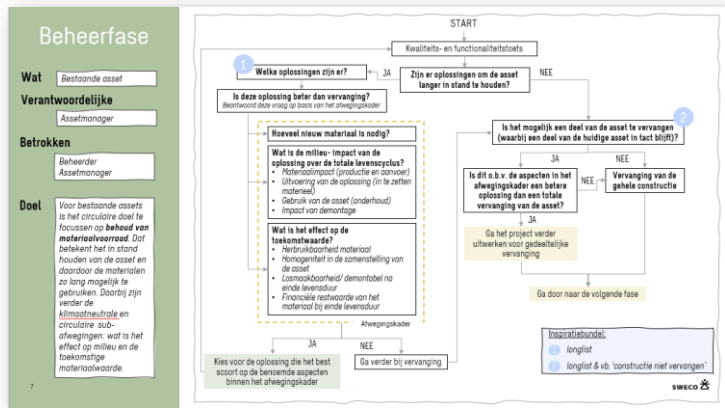 Beheerfase
Wat
Bestaande asset
Verantwoordelijke
Assetmanager
Betrokken
Beheerder
Assetmanager
Doel
Voor bestaande assets
is het circulaire doel te
focussen op behoud van
materiaalvoorraad. Dat
betekent het in stand
houden van de asset en
daardoor de materialen
zo lang mogelijk te
gebruiken. Daarbij zijn
verder de
klimaatneutrale en
circulaire sub-
afwegingen: wat is het
effect op milieu en de
toekomstige
materiaalwaarde.
7
START
Kwaliteits- en functionaliteitstoets
1
Welke oplossingen zijn er?
JA
Zijn er oplossingen om de asset
langer in stand te houden?
NEE
Is deze oplossing beter dan vervanging?
Beantwoord deze vraag op basis van het afwegingskader
Hoeveel nieuw materiaal is nodig?
Wat is de milieu- impact van de
oplossing over de totale levenscyclus?
• Materiaalimpact (productie en aanvoer)
• Uitvoering van de oplossing (in te zetten
materieel)
• Gebruik van de asset (onderhoud)
• Impact van demontage
Wat is het effect op de
toekomstwaarde?
• Herbruikbaarheid materiaal
• Homogeniteit in de samenstelling van
de asset
• Losmaakbaarheid/ demontabel na
einde levensduur
• Financiële restwaarde van het
materiaal bij einde levensduur
Afwegingskader
JA
NEE
Kies voor de oplossing die het best
scoort op de benoemde aspecten
binnen het afwegingskader
Ga verder bij vervanging
2
Is het mogelijk een deel van de asset te vervangen
(waarbij een deel van de huidige asset in tact blijft)?
JA
NEE
Is dit o.b.v. de aspecten in het
afwegingskader een betere
oplossing dan een totale
vervanging van de asset?
NEE
Vervanging van de
gehele constructie
JA
Ga het project verder
uitwerken voor gedeeltelijke
vervanging
Ga door naar de volgende fase
Inspiratiebundel:
1 longlist
2 longlist & vb. ‘constructie niet vervangen’
SWECO